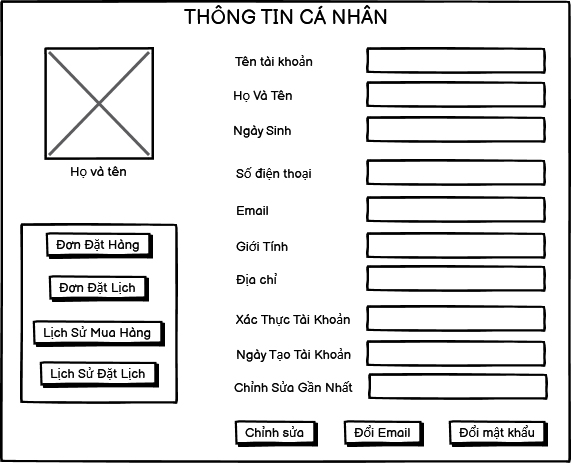 THÔNG TIN CÁ NHÂN
Họ và tên
Đơn Đặt Hàng
Đơn Đặt Lịch
Lịch Sử Mua Hàng
Lịch Sử Đặt Lịch
Tên tài khoản
Họ Và Tên
Ngày Sinh
Số điện thoại
Email
Giới Tính
Địa chỉ
Xác Thực Tài Khoản
Ngày Tạo Tài Khoản
Chỉnh Sửa Gần Nhất
Chỉnh sửa
Đổi Email
Đổi mật khẩu